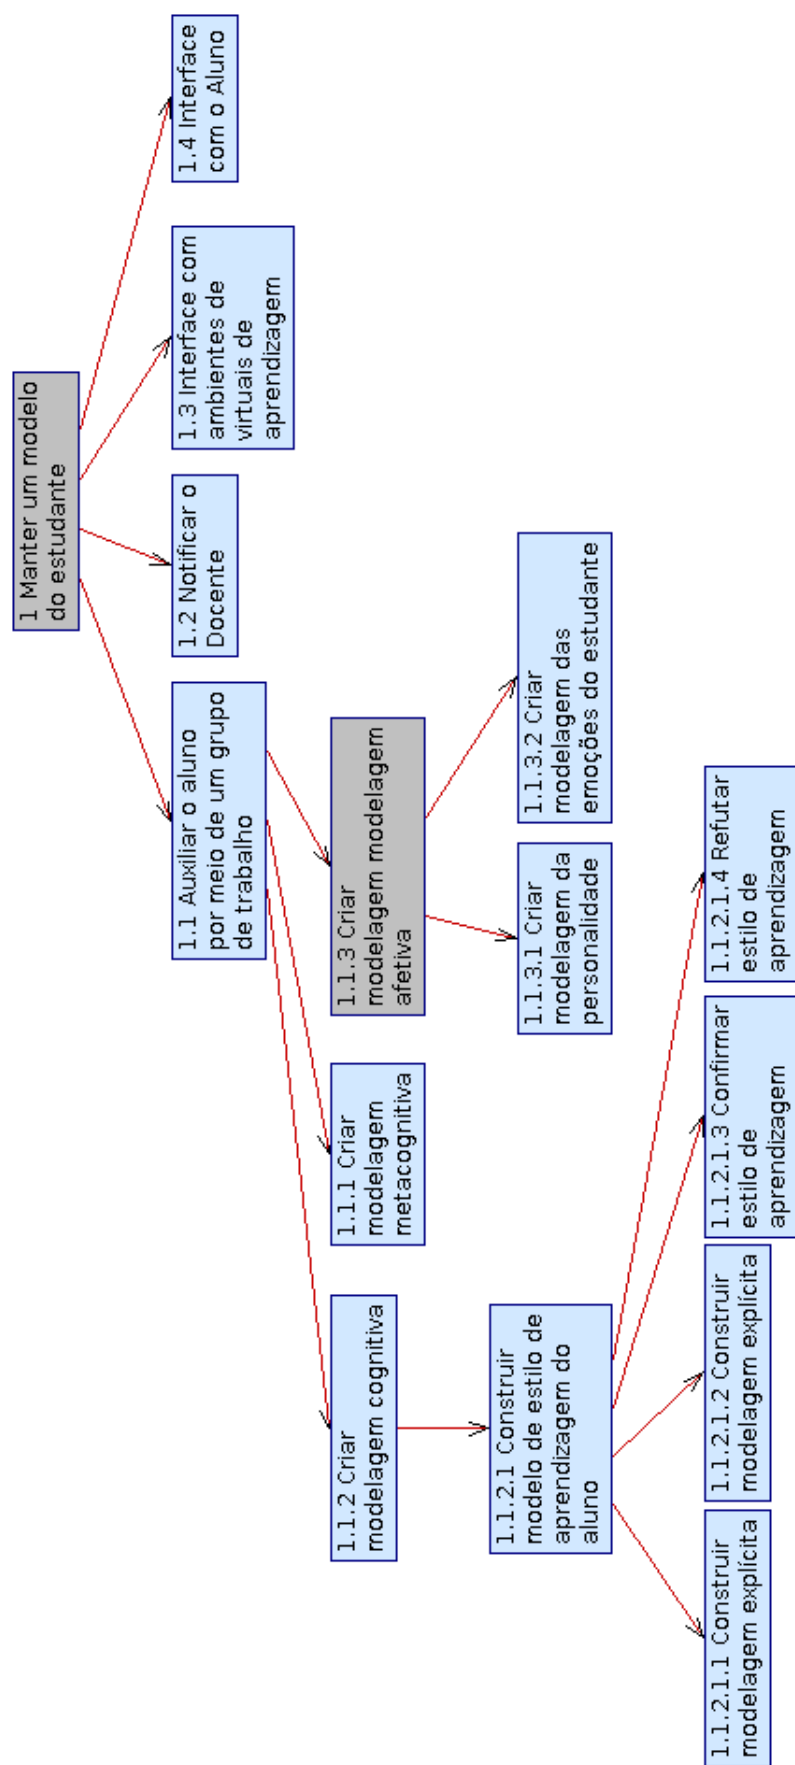 1 Manter um modelo
do estudante
1.1 Auxiliar o aluno
por meio de um grupo
de trabalho
1.2 Notificar o
Docente
1.3 Interface com
ambientes de
virtuais de
aprendizagem
1.4 Interface
com o Aluno
1.1.2 Criar
modelagem cognitiva
1.1.1 Criar
modelagem
metacognitiva
1.1.3 Criar
modelagem modelagem
afetiva
1.1.2.1 Construir
modelo de estilo de
aprendizagem do
aluno
1.1.3.1 Criar
modelagem da
personalidade
1.1.3.2 Criar
modelagem das
emoções do estudante
1.1.2.1.1 Construir
modelagem explícita
1.1.2.1.2 Construir
modelagem explícita
1.1.2.1.3 Confirmar
estilo de
aprendizagem
1.1.2.1.4 Refutar
estilo de
aprendizagem